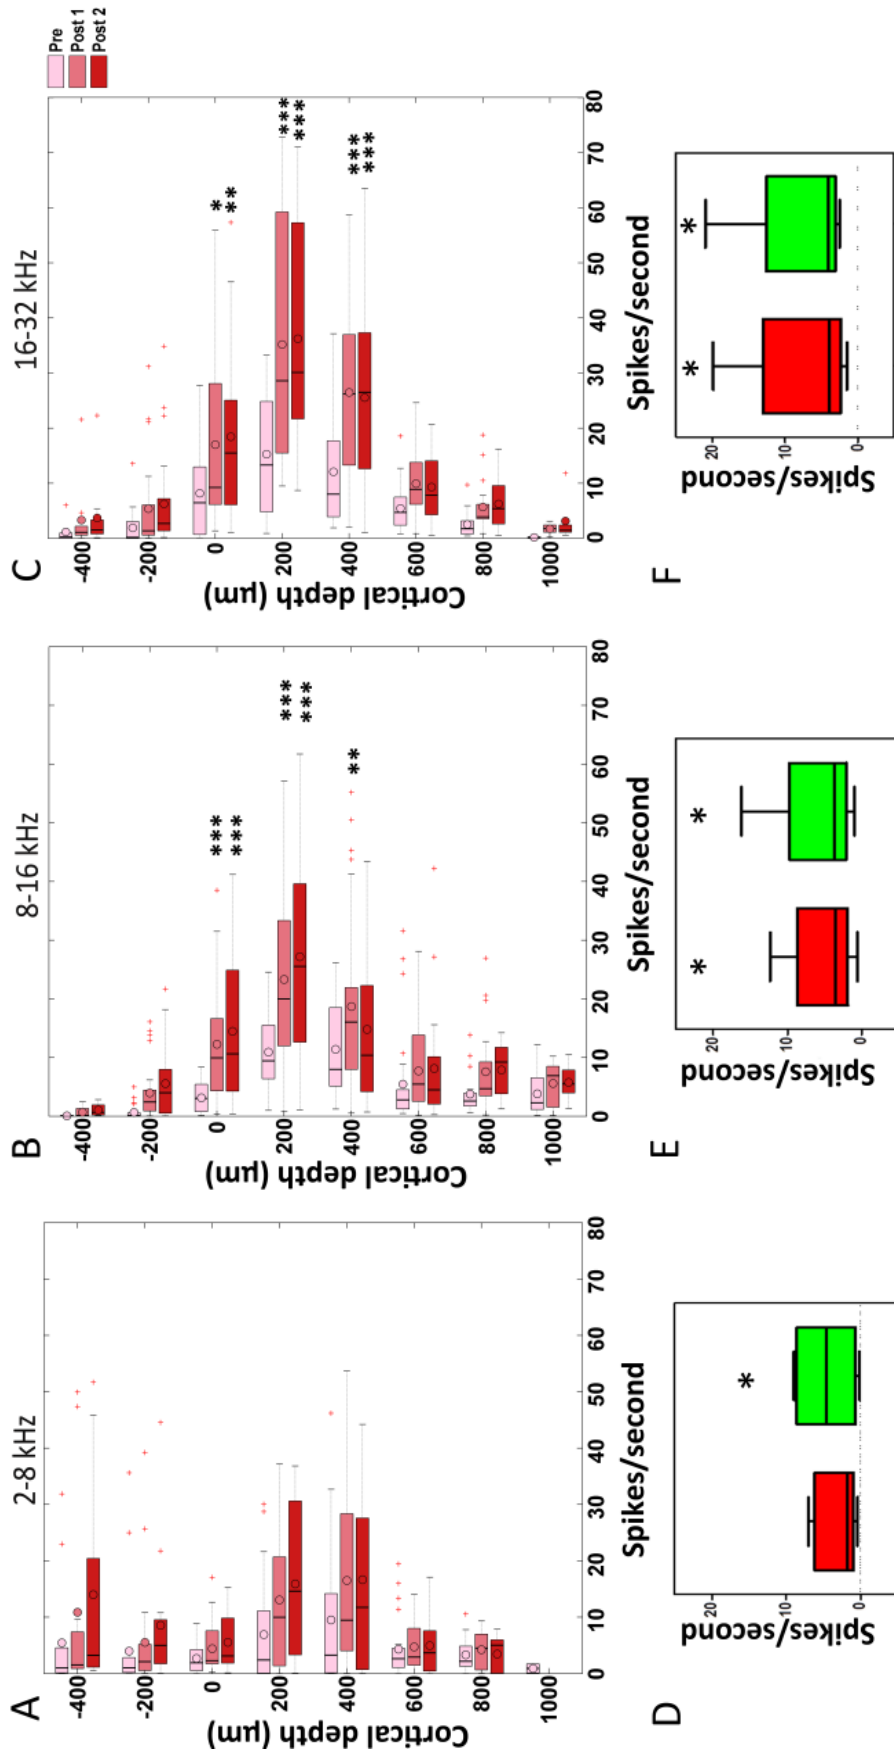 A
2-8 kHz
Cortical depth (µm)
-400
-200
0
200
400
600
800
1000
0 10 20 30 40 50 60 70 80
Spikes/second
B
8-16 kHz
Cortical depth (µm)
-400
-200
0
200
400
600
800
1000
*** 
***
***
***
**
0 10 20 30 40 50 60 70 80
Spikes/second
C
16-32 kHz
Pre
Post 1
Post 2
Cortical depth (µm)
-400
-200
0
200
400
600
800
1000
*
**
***
***
***
***
0 10 20 30 40 50 60 70 80
Spikes/second
D
Spikes/second
20
10
0
*
E
Spikes/second
20
10
0
* *
F
Spikes/second
20
10
0
* *